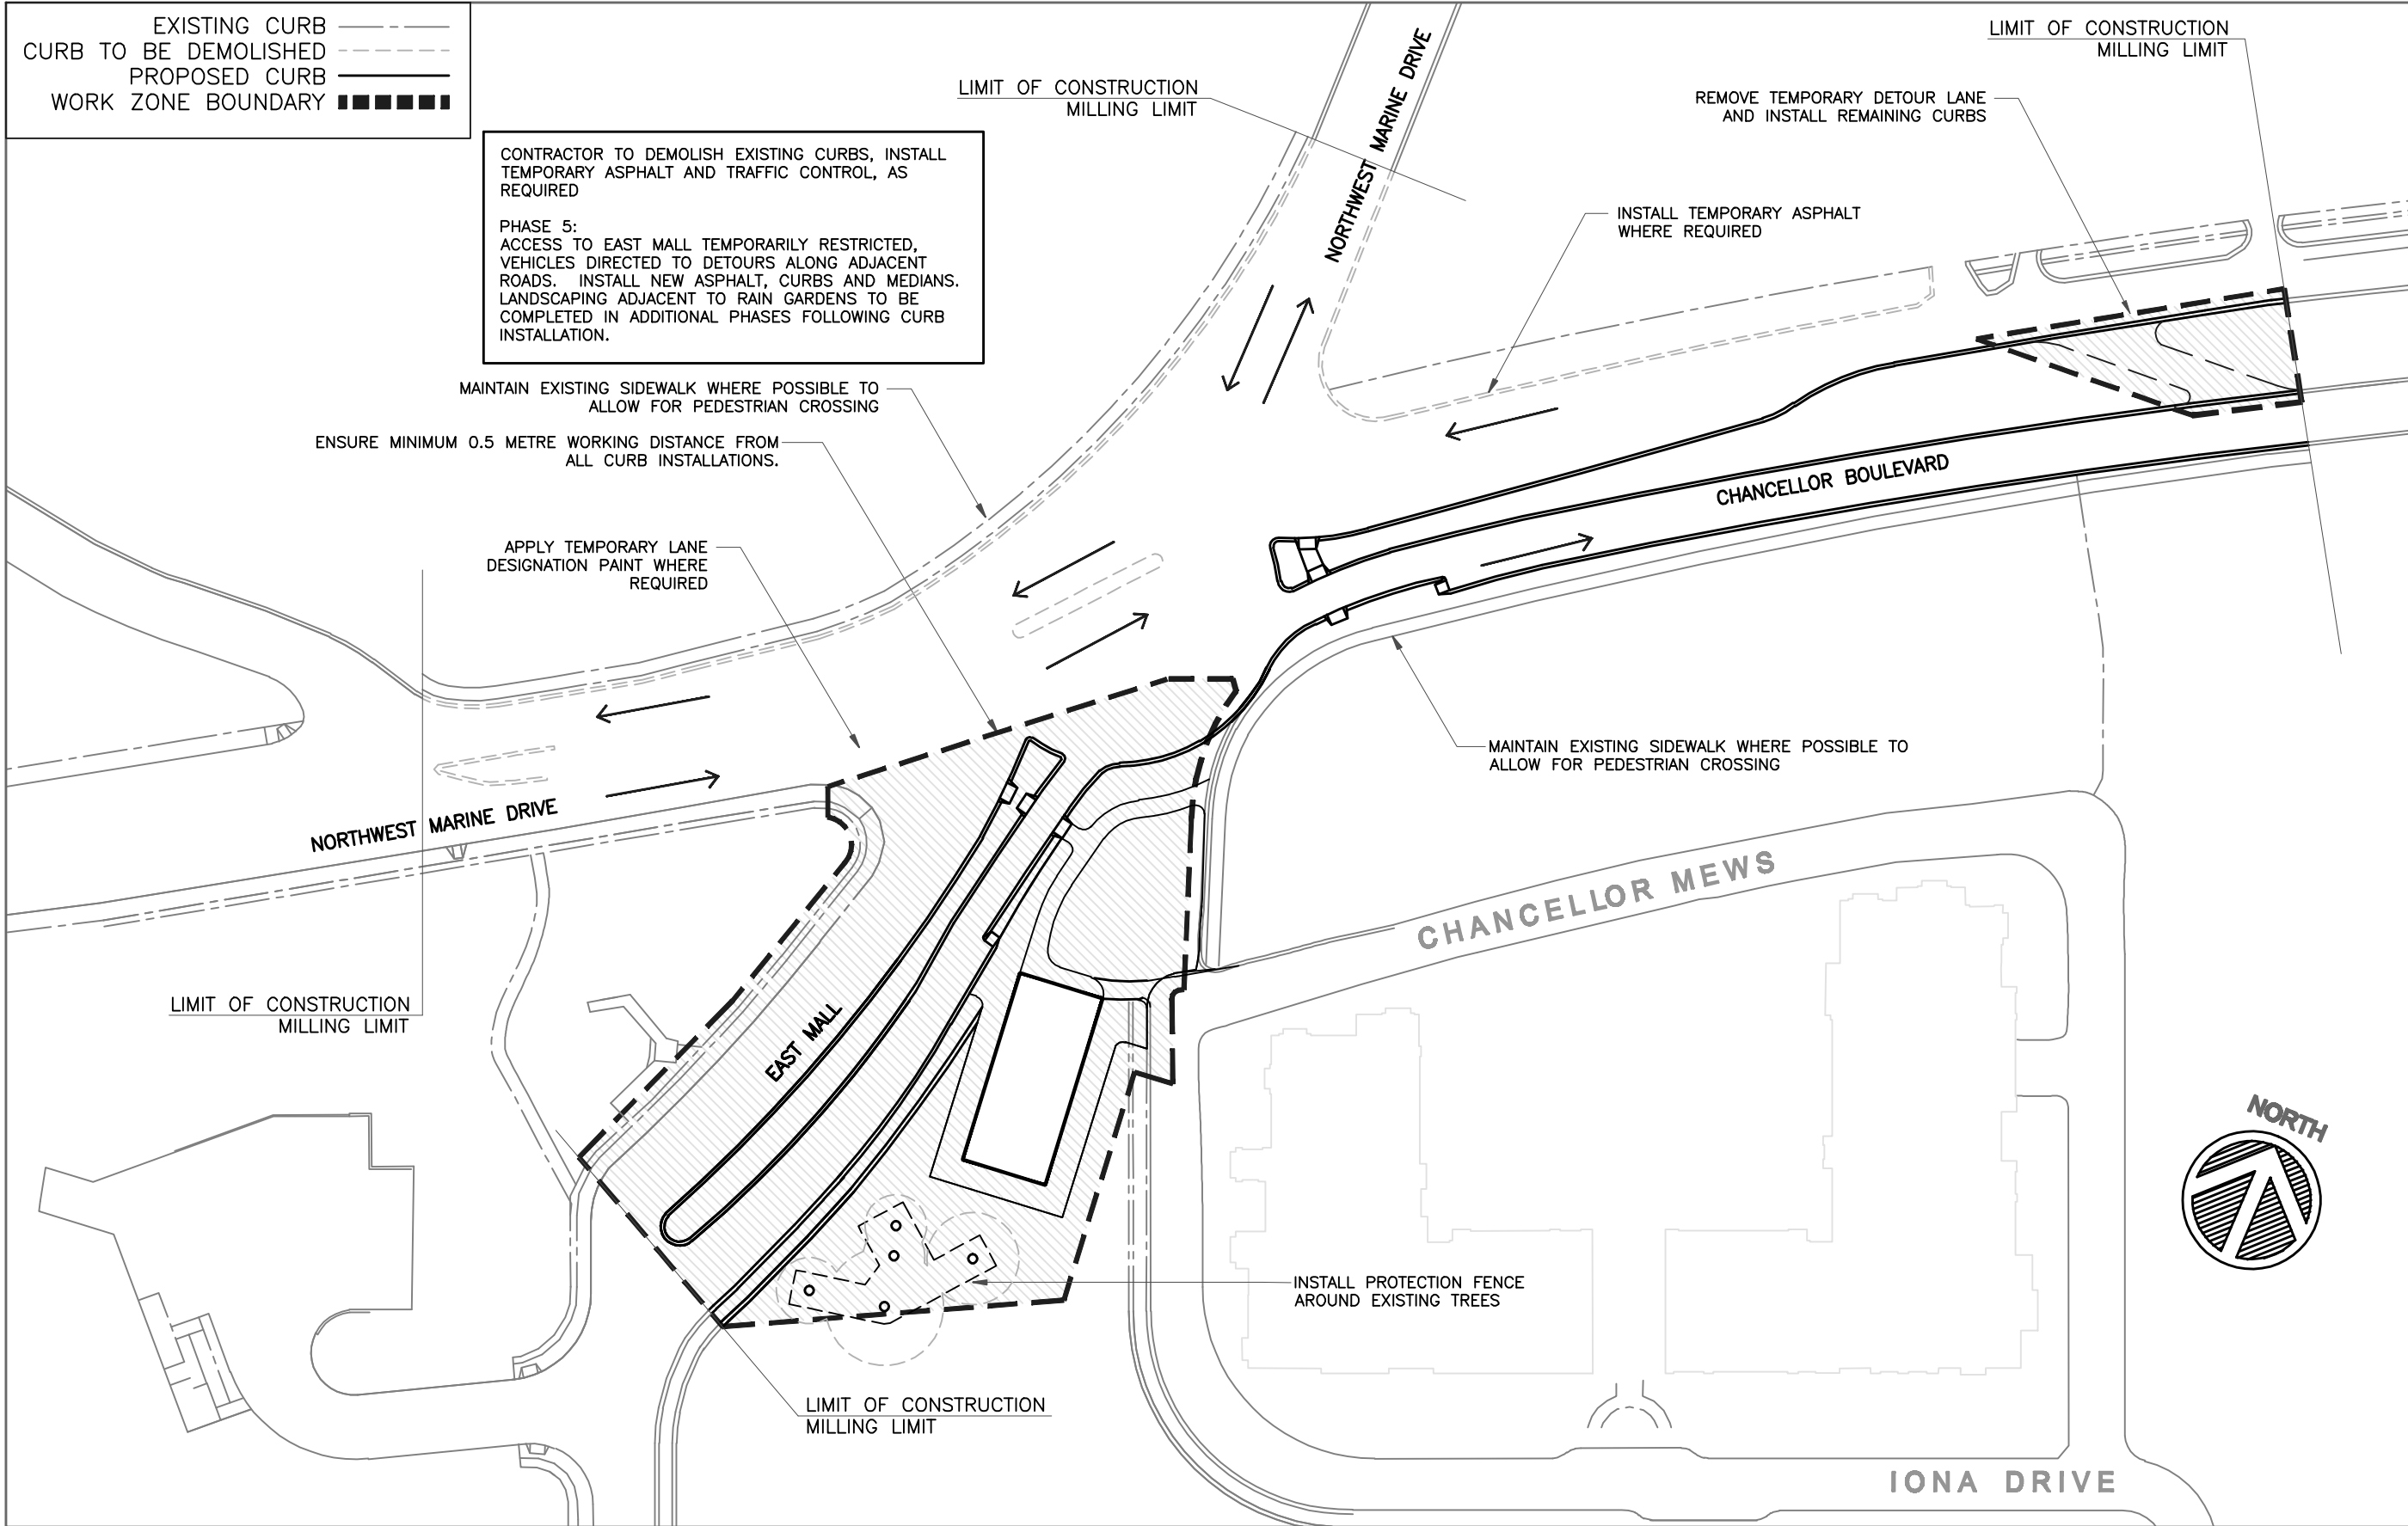 EXISTING CURB
CURB TO BE DEMOLISHED
PROPOSED CURB
WORK ZONE BOUNDARY
CONTRACTOR TO DEMOLISH EXISTING CURBS, INSTALL
TEMPORARY ASPHALT AND TRAFFIC CONTROL, AS
REQUIRED
PHASE 5:
ACCESS TO EAST MALL TEMPORARILY RESTRICTED,
VEHICLES DIRECTED TO DETOURS ALONG ADJACENT
ROADS. INSTALL NEW ASPHALT, CURBS AND MEDIANS.
LANDSCAPING ADJACENT TO RAIN GARDENS TO BE
COMPLETED IN ADDITIONAL PHASES FOLLOWING CURB
INSTALLATION.
LIMIT OF CONSTRUCTION
MILLING LIMIT
NORTHWEST MARINE DRIVE
LIMIT OF CONSTRUCTION
MILLING LIMIT
REMOVE TEMPORARY DETOUR LANE
AND INSTALL REMAINING CURBS
INSTALL TEMPORARY ASPHALT
WHERE REQUIRED
MAINTAIN EXISTING SIDEWALK WHERE POSSIBLE TO
ALLOW FOR PEDESTRIAN CROSSING
ENSURE MINIMUM 0.5 METRE WORKING DISTANCE FROM
ALL CURB INSTALLATIONS.
APPLY TEMPORARY LANE
DESIGNATION PAINT WHERE
REQUIRED
CHANCELLOR BOULEVARD
MAINTAIN EXISTING SIDEWALK WHERE POSSIBLE TO
ALLOW FOR PEDESTRIAN CROSSING
NORTHWEST MARINE DRIVE
CHANCELLOR MEWS
LIMIT OF CONSTRUCTION
MILLING LIMIT
EAST MALL
NORTH
INSTALL PROTECTION FENCE
AROUND EXISTING TREES
LIMIT OF CONSTRUCTION
MILLING LIMIT
IONA DRIVE